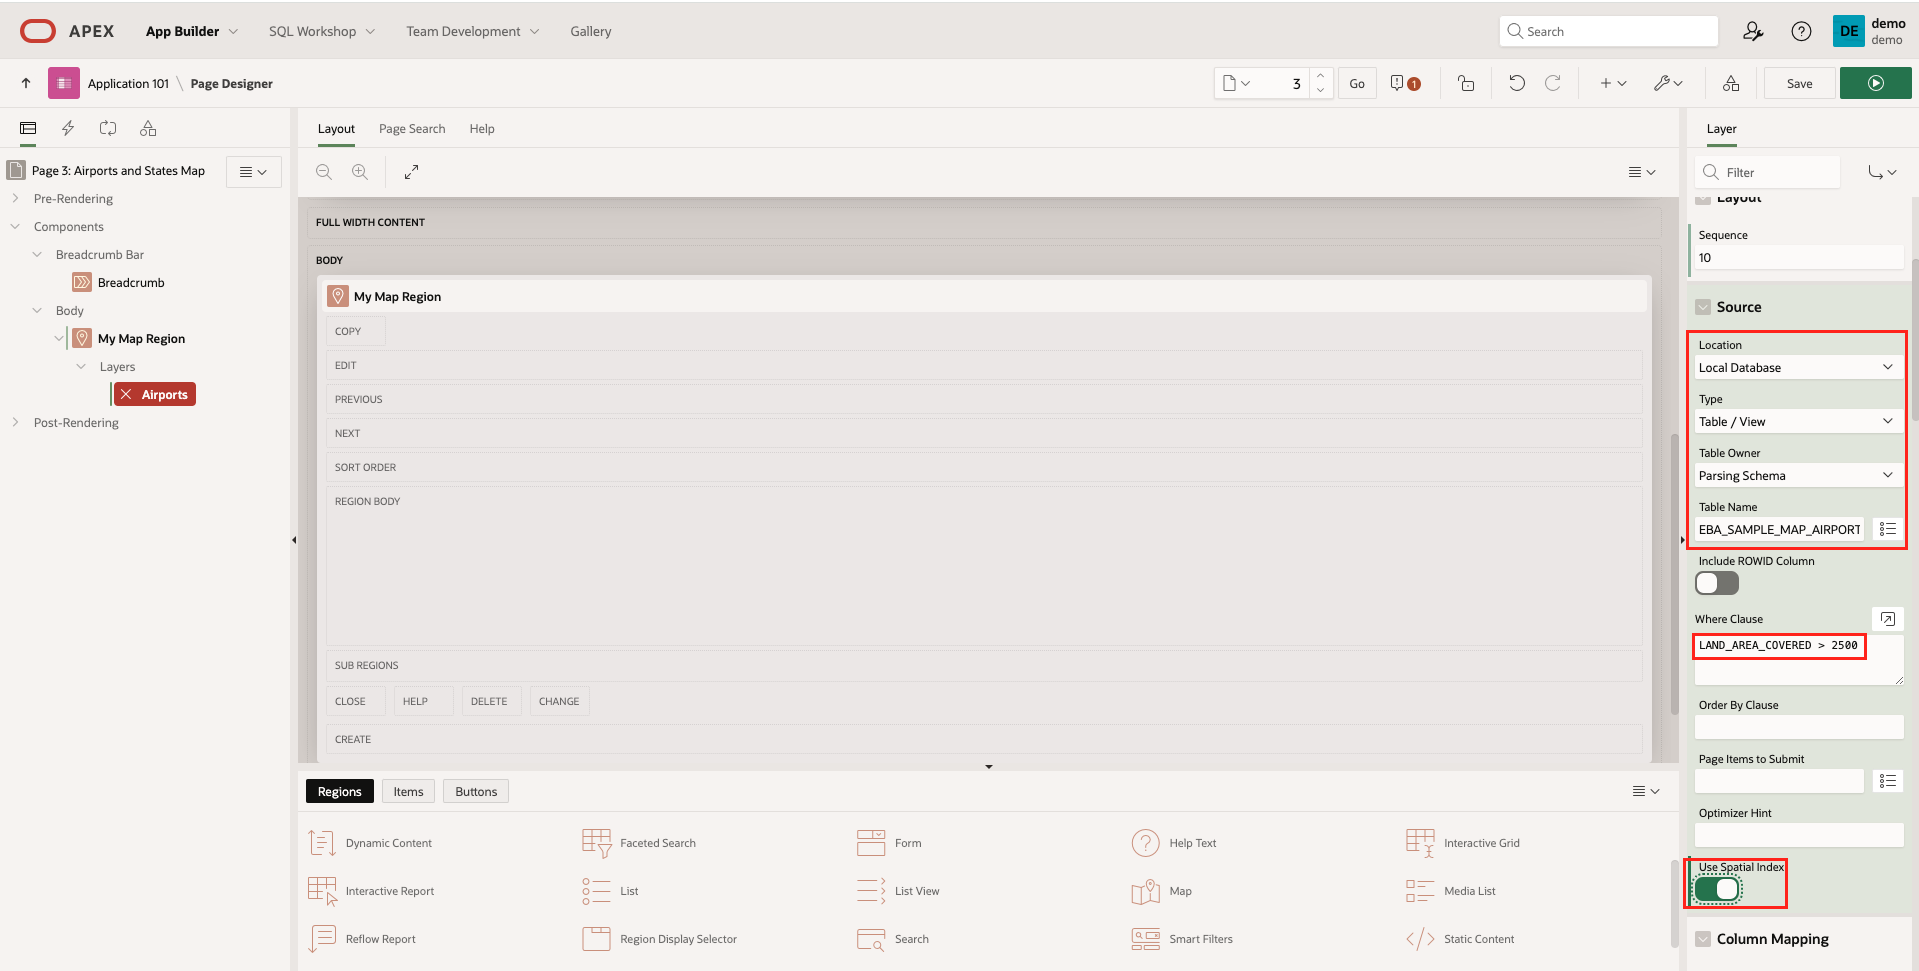 APEX App Builder SQL Workshop Team Development Gallery Search DE demo
demo
Application 101 \ Page Designer 3 Go 1 Save
Layout Page Search Help
Layer
Page 3: Airports and States Map
Pre-Rendering
Components
Breadcrumb Bar
Breadcrumb
Body
My Map Region
Layers
Airports
Post-Rendering
FULL WIDTH CONTENT
BODY
My Map Region
COPY
EDIT
PREVIOUS
NEXT
SORT ORDER
REGION BODY
SUB REGIONS
CLOSE HELP DELETE CHANGE
CREATE
Regions Items Buttons
Dynamic Content Faceted Search Form Help Text Interactive Grid
Interactive Report List List View Map Media List
Reflow Report Region Display Selector Search Smart Filters Static Content
Filter
Layout
Sequence
10
Source
Location
Local Database
Type
Table / View
Table Owner
Parsing Schema
Table Name
EBA_SAMPLE_MAP_AIRPORT
Include ROWID Column
Where Clause
LAND_AREA_COVERED > 2500
Order By Clause
Page Items to Submit
Optimizer Hint
Use Spatial Index
Column Mapping